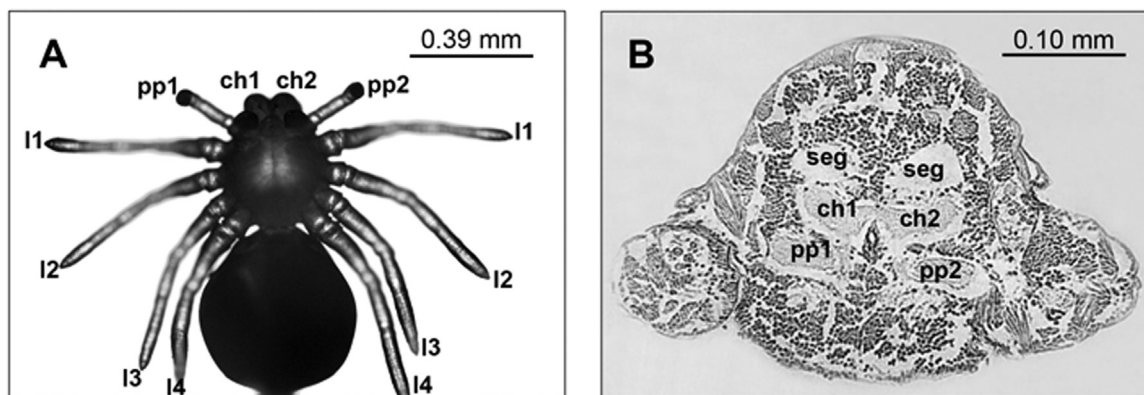 A
0.39 mm
ch1 ch2
pp1
pp2
l1
l1
l2
l2
l3
l3
l4
l4
B
0.10 mm
seg
seg
ch1
ch2
pp1
pp2